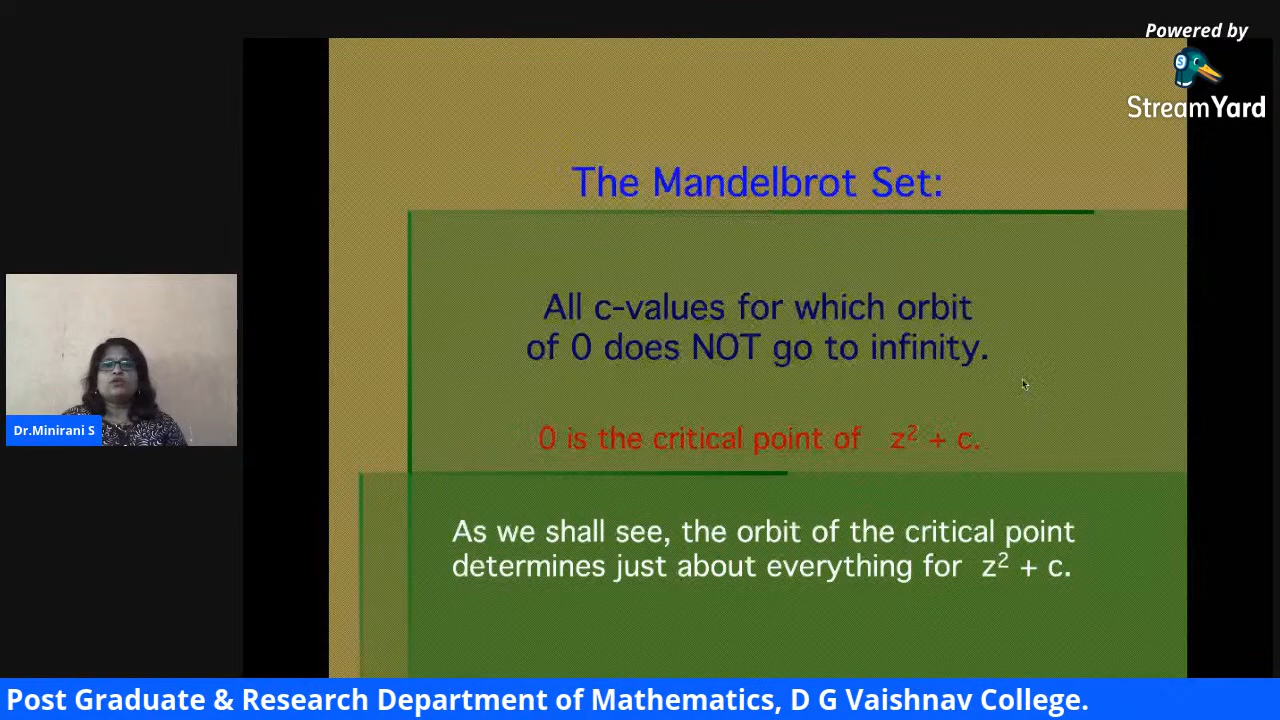 Powered by
StreamYard
The Mandelbrot Set:
All c-values for which orbit
of 0 does NOT go to infinity.
0 is the critical point of z² + c.
As we shall see, the orbit of the critical point
determines just about everything for z² + c.
Dr.Minirani S
Post Graduate & Research Department of Mathematics, D G Vaishnav College.